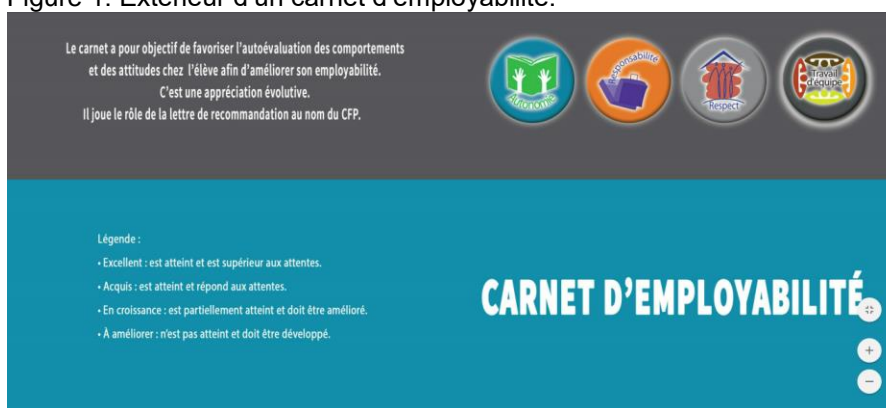 Figure 1. Extérieur d'un carnet d'employabilité.
Le carnet a pour objectif de favoriser l'autoévaluation des comportements
et des attitudes chez l'élève afin d'améliorer son employabilité.
C'est une appréciation évolutive.
Il joue le rôle de la lettre de recommandation au nom du CFP.
Autonomie
Responsabilité
Respect
Travail
d'équipe
Légende :
• Excellent : est atteint et est supérieur aux attentes.
• Acquis : est atteint et répond aux attentes.
• En croissance : est partiellement atteint et doit être amélioré.
• À améliorer : n'est pas atteint et doit être développé.
CARNET D'EMPLOYABILITÉ